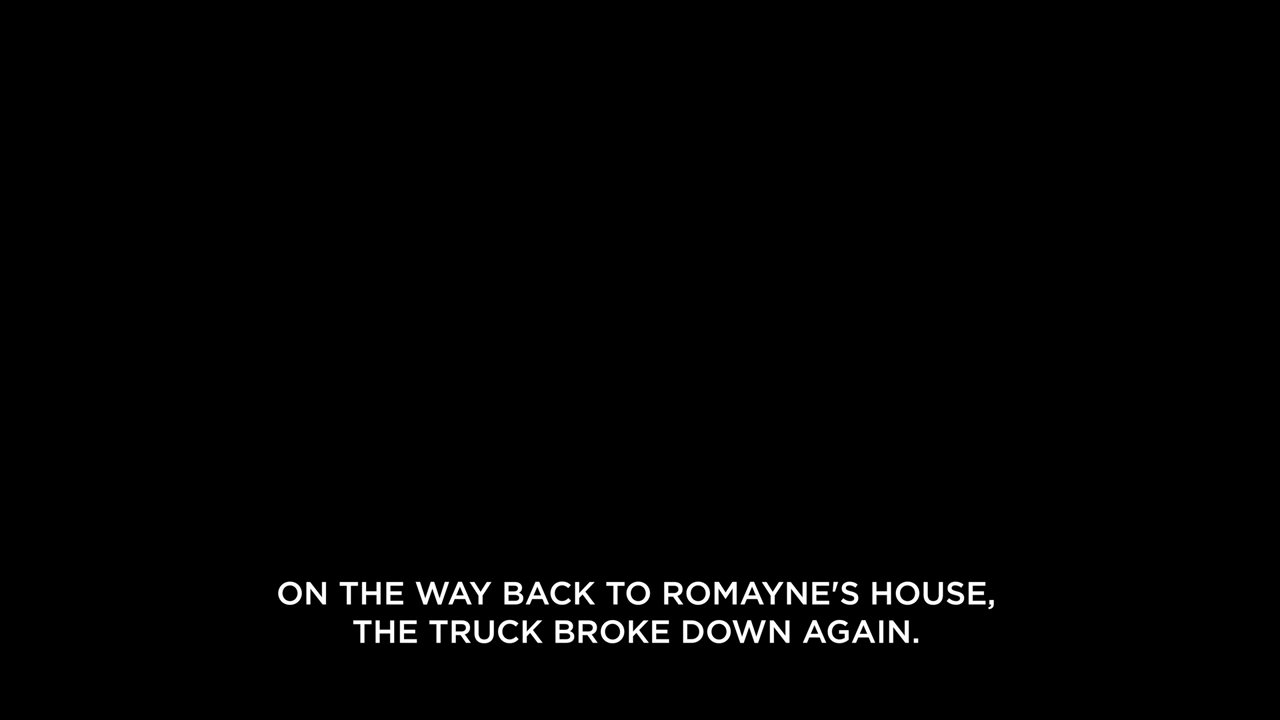 ON THE WAY BACK TO ROMAYNE'S HOUSE,
THE TRUCK BROKE DOWN AGAIN.